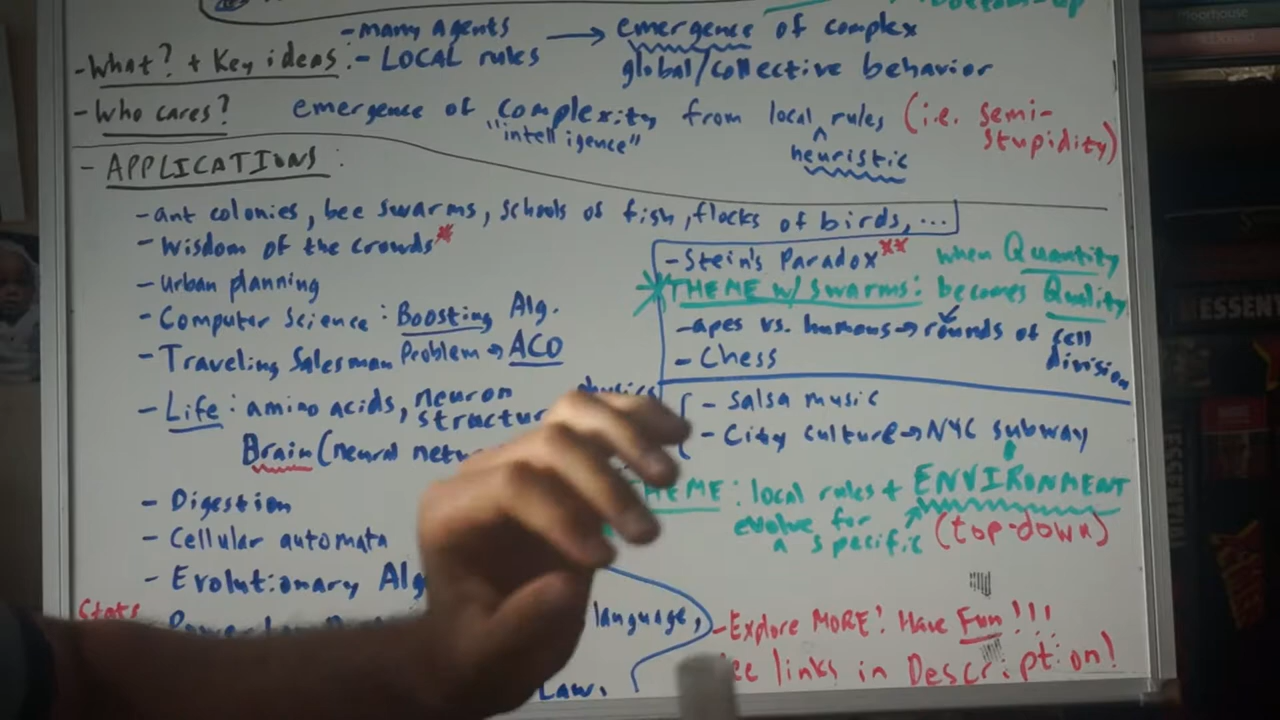 bottom-up
- many agents → emergence of complex
- What? + Key ideas: - LOCAL rules global/collective behavior
- Who cares? emergence of complexity from local rules (i.e. semi-stupidity)
"intelligence" ^ heuristic
- APPLICATIONS:
- ant colonies, bee swarms, schools of fish, flocks of birds, ...
- Wisdom of the crowds*
- Urban planning
- Computer Science: Boosting Alg.
- Traveling Salesman Problem → ACO
- Life: amino acids, neuron
Brain (neural
- Digestion
- Cellular automata
- Evolutionary Alg
Stats
language,
Law.
- Stein's Paradox** when Quantity
* THEME w/ Swarms: becomes Quality
- apes vs. humans → rounds of cell
division
- Chess
- Salsa music
- City culture → NYC subway
THEME: local rules + ENVIRONMENT
evolve for
a specific (top-down)
- Explore MORE! Have Fun!!!
links in Description!
Moorhouse